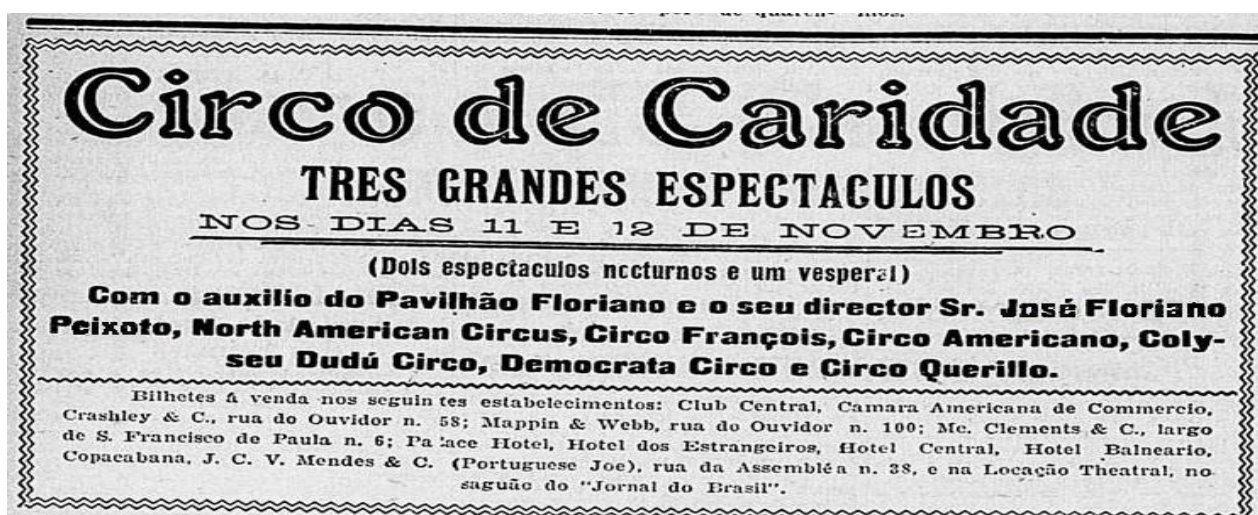 Circo de Caridade
TRES GRANDES ESPECTACULOS
NOS DIAS 11 E 12 DE NOVEMBRO
(Dois espectaculos nocturnos e um vesperal)
Com o auxilio do Pavilhão Floriano e o seu director Sr. José Floriano
Peixoto, North American Circus, Circo François, Circo Americano, Coly-
seu Dudú Circo, Democrata Circo e Circo Querillo.
Bilhetes á venda nos seguintes estabelecimentos: Club Central, Camara Americana de Commercio,
Crashley & C., rua do Ouvidor n. 58; Mappin & Webb, rua do Ouvidor n. 100; Mc. Clements & C., largo
de S. Francisco de Paula n. 6; Palace Hotel, Hotel dos Estrangeiros, Hotel Central, Hotel Balneario,
Copacabana, J. C. V. Mendes & C. (Portuguese Joe), rua da Assembléa n. 38, e na Locação Theatral, no
saguão do "Jornal do Brasil".